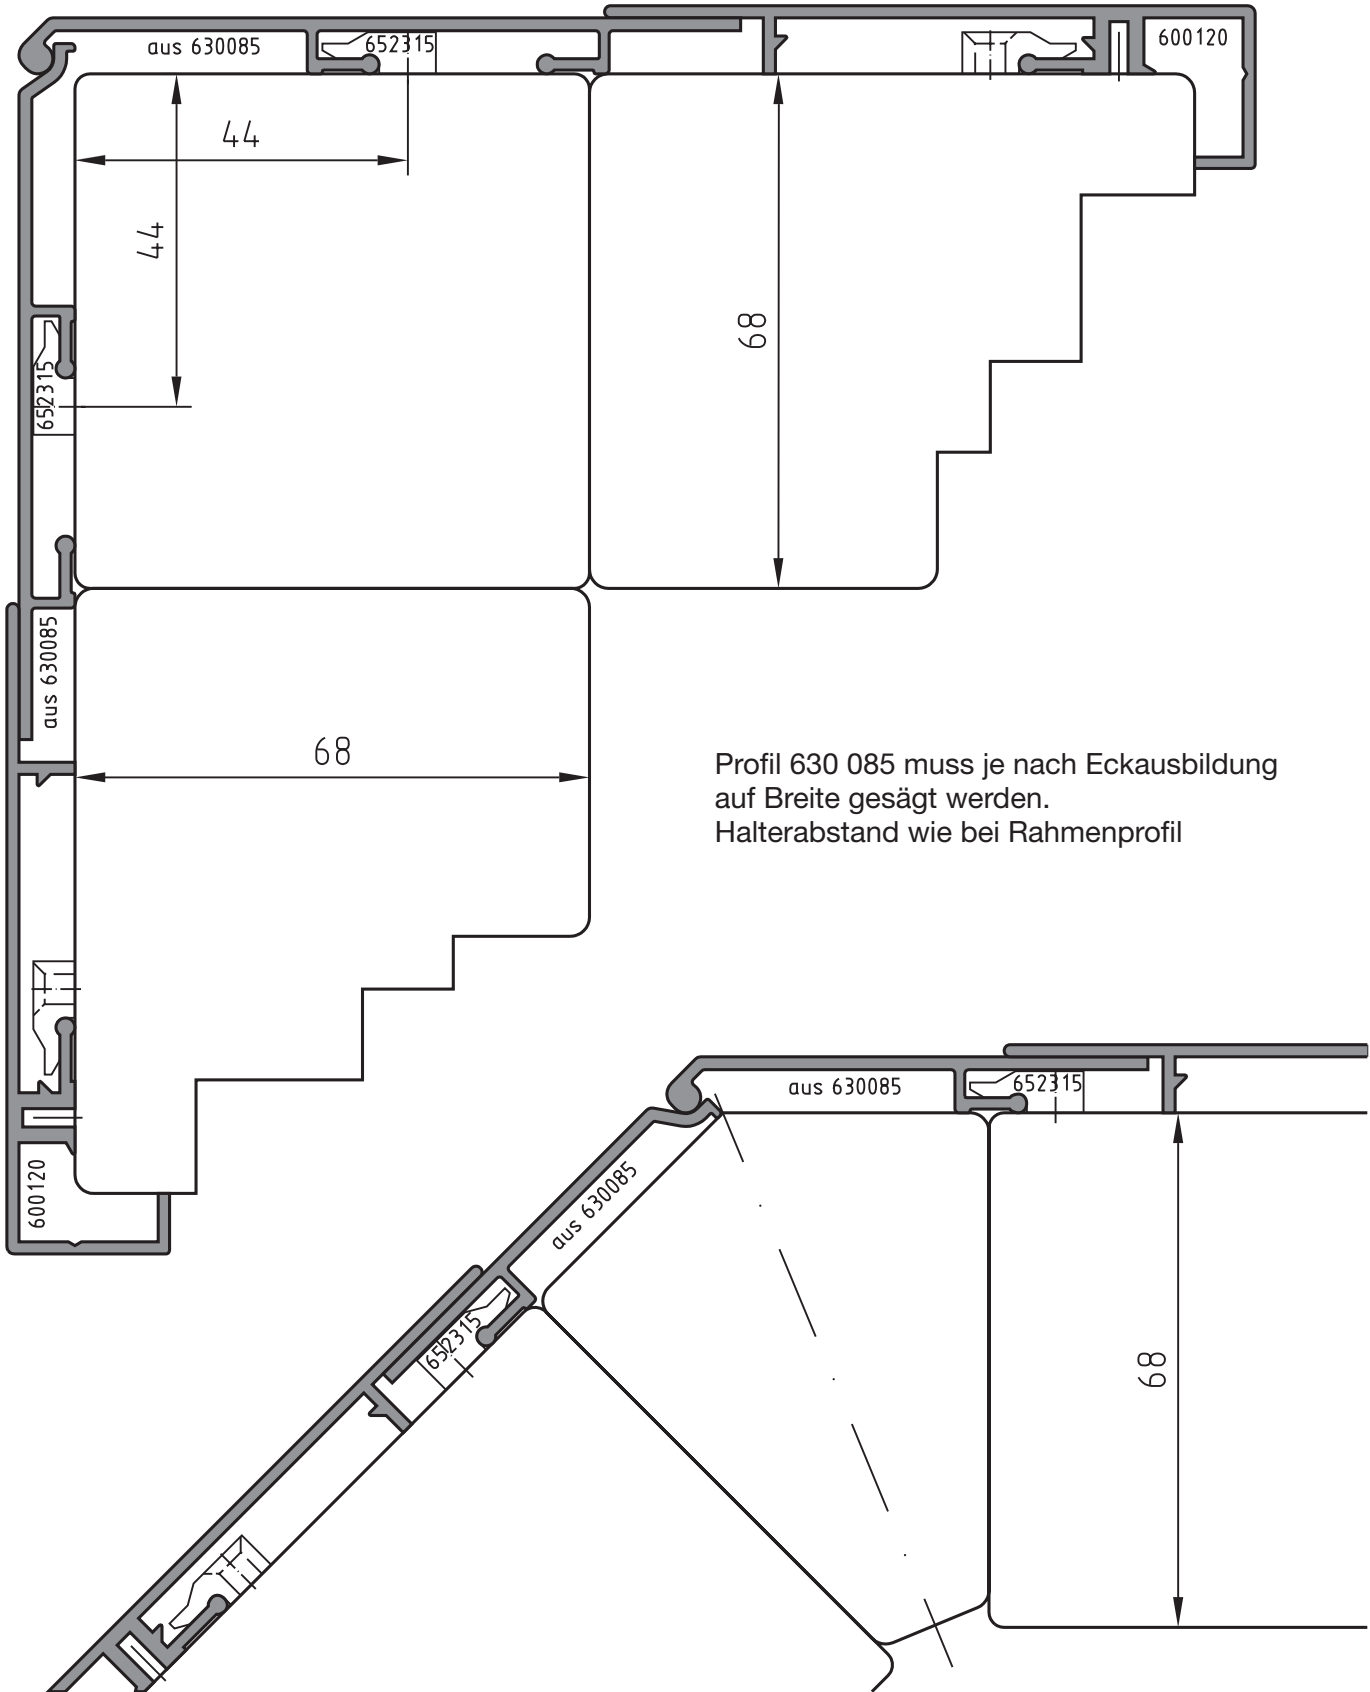 aus 630085
652315
600120
44
44
68
652315
aus 630085
68
Profil 630 085 muss je nach Eckausbildung
auf Breite gesägt werden.
Halterabstand wie bei Rahmenprofil
600120
aus 630085
652315
aus 630085
652315
68